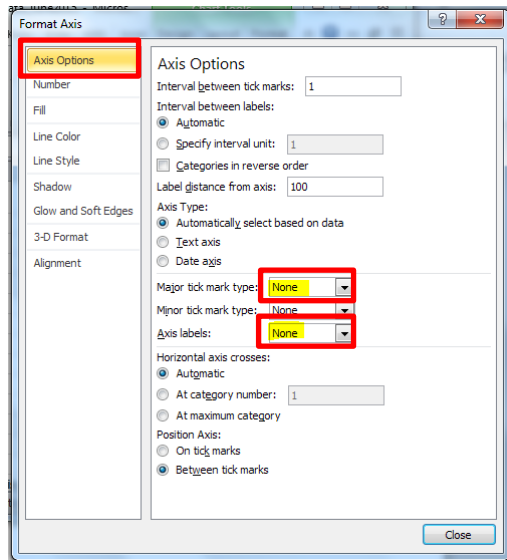 Format Axis
Axis Options
Number
Fill
Line Color
Line Style
Shadow
Glow and Soft Edges
3-D Format
Alignment
Axis Options
Interval between tick marks: 1
Interval between labels:
Automatic
Specify interval unit: 1
Categories in reverse order
Label distance from axis: 100
Axis Type:
Automatically select based on data
Text axis
Date axis
Major tick mark type: None
Minor tick mark type: None
Axis labels: None
Horizontal axis crosses:
Automatic
At category number: 1
At maximum category
Position Axis:
On tick marks
Between tick marks
Close